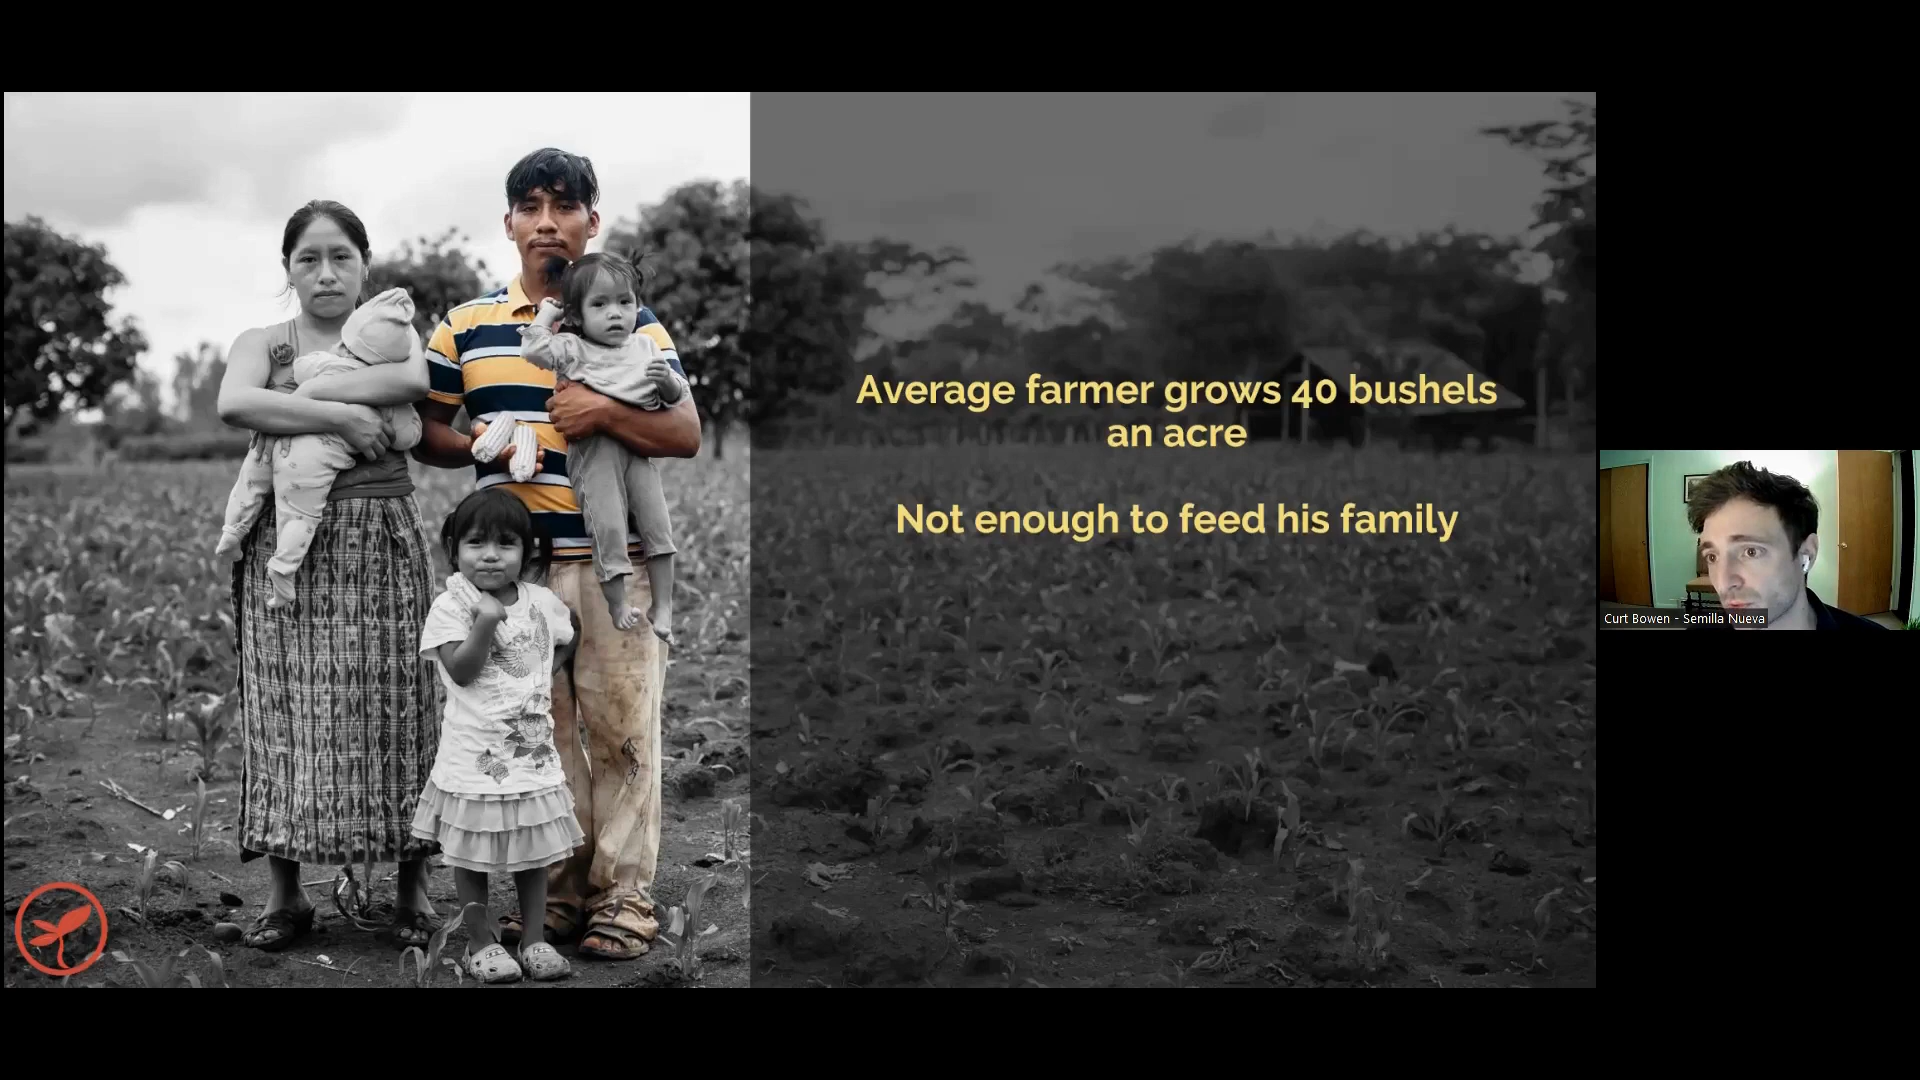 Average farmer grows 40 bushels
an acre
Not enough to feed his family
Curt Bowen - Semilla Nueva